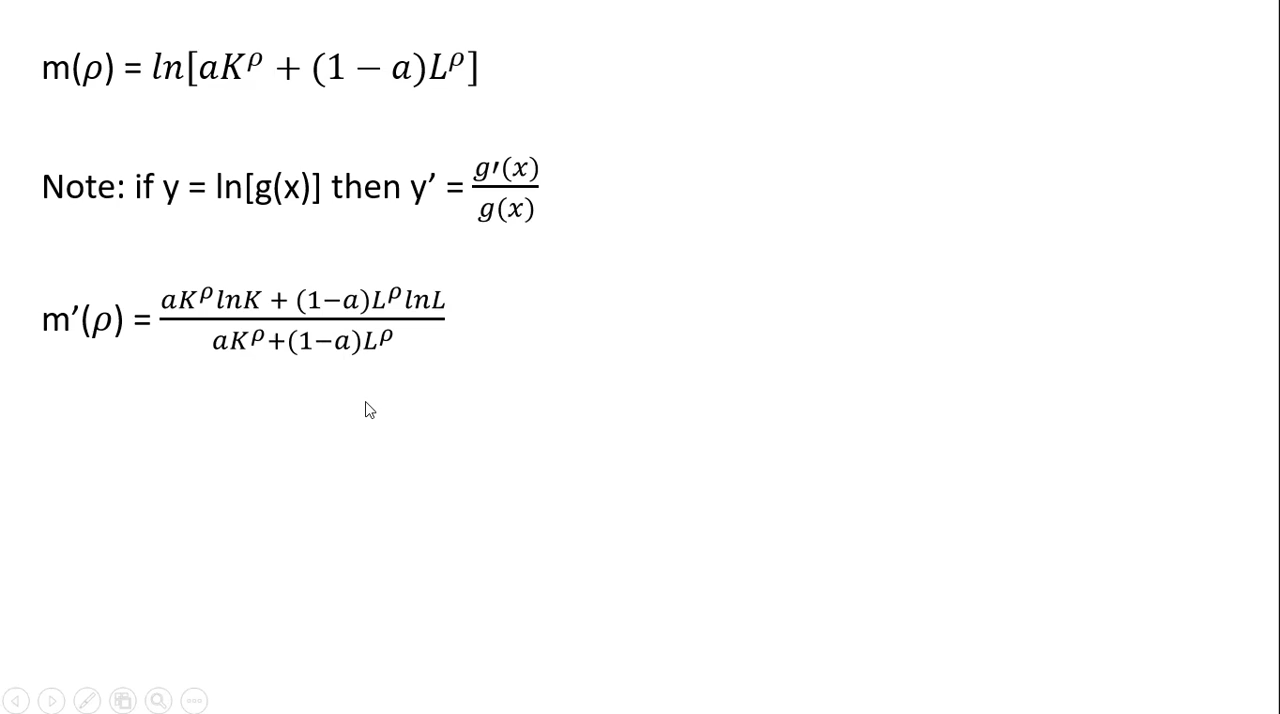 m(ρ) = ln[aK^ρ + (1 − a)L^ρ]
Note: if y = ln[g(x)] then y’ = g′(x)/g(x)
m’(ρ) = (aK^ρ lnK + (1−a)L^ρ lnL)/(aK^ρ+(1−a)L^ρ)